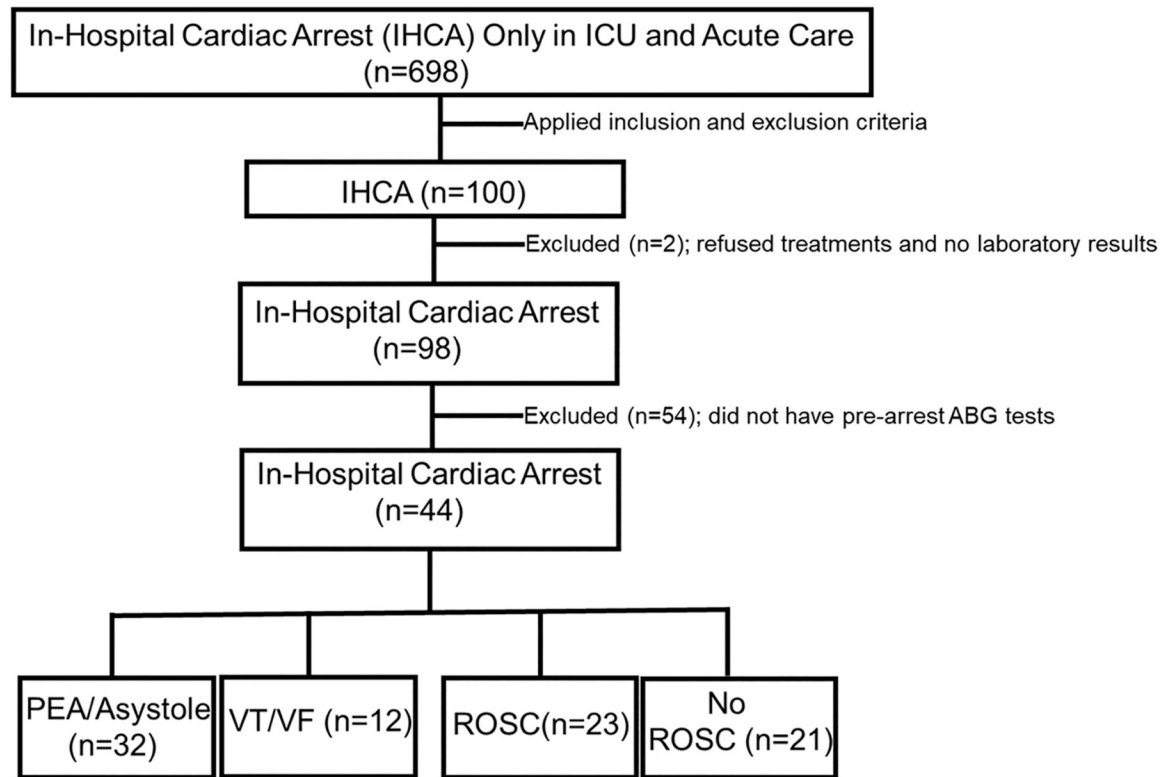 In-Hospital Cardiac Arrest (IHCA) Only in ICU and Acute Care
(n=698)
Applied inclusion and exclusion criteria
IHCA (n=100)
Excluded (n=2); refused treatments and no laboratory results
In-Hospital Cardiac Arrest
(n=98)
Excluded (n=54); did not have pre-arrest ABG tests
In-Hospital Cardiac Arrest
(n=44)
PEA/Asystole
(n=32)
VT/VF (n=12)
ROSC(n=23)
No
ROSC (n=21)